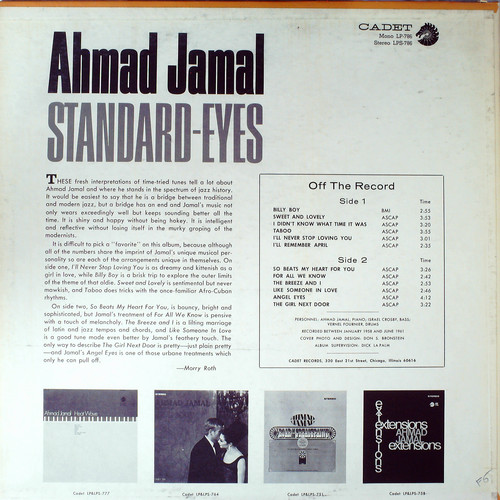 CADET
Mono LP-786
Stereo LPS-786
Ahmad Jamal
STANDARD-EYES
THESE fresh interpretations of time-tried tunes tell a lot about
Ahmad Jamal and where he stands in the spectrum of jazz history.
It would be easiest to say that he is a bridge between traditional
and modern jazz, but a bridge has an end and Jamal's music not
only wears exceedingly well but keeps sounding better all the
time. It is shiny and happy without being hokey. It is intelligent
and reflective without losing itself in the murky groping of the
modernists.
It is difficult to pick a "favorite" on this album, because although
all of the numbers share the imprint of Jamal's unique musical per-
sonality so are each of the arrangements unique in themselves. On
side one, I'll Never Stop Loving You is as dreamy and kittenish as a
girl in love, while Billy Boy is a brisk trip to explore the outer limits
of the theme of that oldie. Sweet and Lovely is sentimental but never
mawkish, and Taboo does tricks with the once-familiar Afro-Cuban
rhythms.
On side two, So Beats My Heart For You, is bouncy, bright and
sophisticated, but Jamal's treatment of For All We Know is pensive
with a touch of melancholy, The Breeze and I is a lilting marriage
of latin and jazz tempos and chords, and Like Someone In Love
is a good tune made even better by Jamal's feathery touch. The
only way to describe The Girl Next Door is pretty—just plain pretty
—and Jamal's Angel Eyes is one of those urbane treatments which
only he can pull off.
—Morry Roth
Off The Record
Side 1 Time
BILLY BOY BMI 2:55
SWEET AND LOVELY ASCAP 3:53
I DIDN'T KNOW WHAT TIME IT WAS ASCAP 3:20
TABOO ASCAP 3:55
I'LL NEVER STOP LOVING YOU ASCAP 3:01
I'LL REMEMBER APRIL ASCAP 2:35
Side 2 Time
SO BEATS MY HEART FOR YOU ASCAP 3:26
FOR ALL WE KNOW ASCAP 3:42
THE BREEZE AND I ASCAP 2:53
LIKE SOMEONE IN LOVE ASCAP 2:46
ANGEL EYES ASCAP 4:12
THE GIRL NEXT DOOR ASCAP 3:22
PERSONNEL: AHMAD JAMAL, PIANO; ISRAEL CROSBY, BASS;
VERNEL FOURNIER, DRUMS
RECORDED BETWEEN JANUARY 1958 AND JUNE 1961
COVER PHOTO AND DESIGN: DON S. BRONSTEIN
ALBUM SUPERVISION: DICK LA-PALM
CADET RECORDS, 320 East 21st Street, Chicago, Illinois 60616
Ahmad Jamal Heat Wave
AHMAD JAMAL
AHMAD JAMAL
extensions
extensions
AHMAD
JAMAL
extensions
Cadet LP&LPS-777
Cadet LP&LPS-764
Cadet LP&LPS-751
Cadet LP&LPS-758